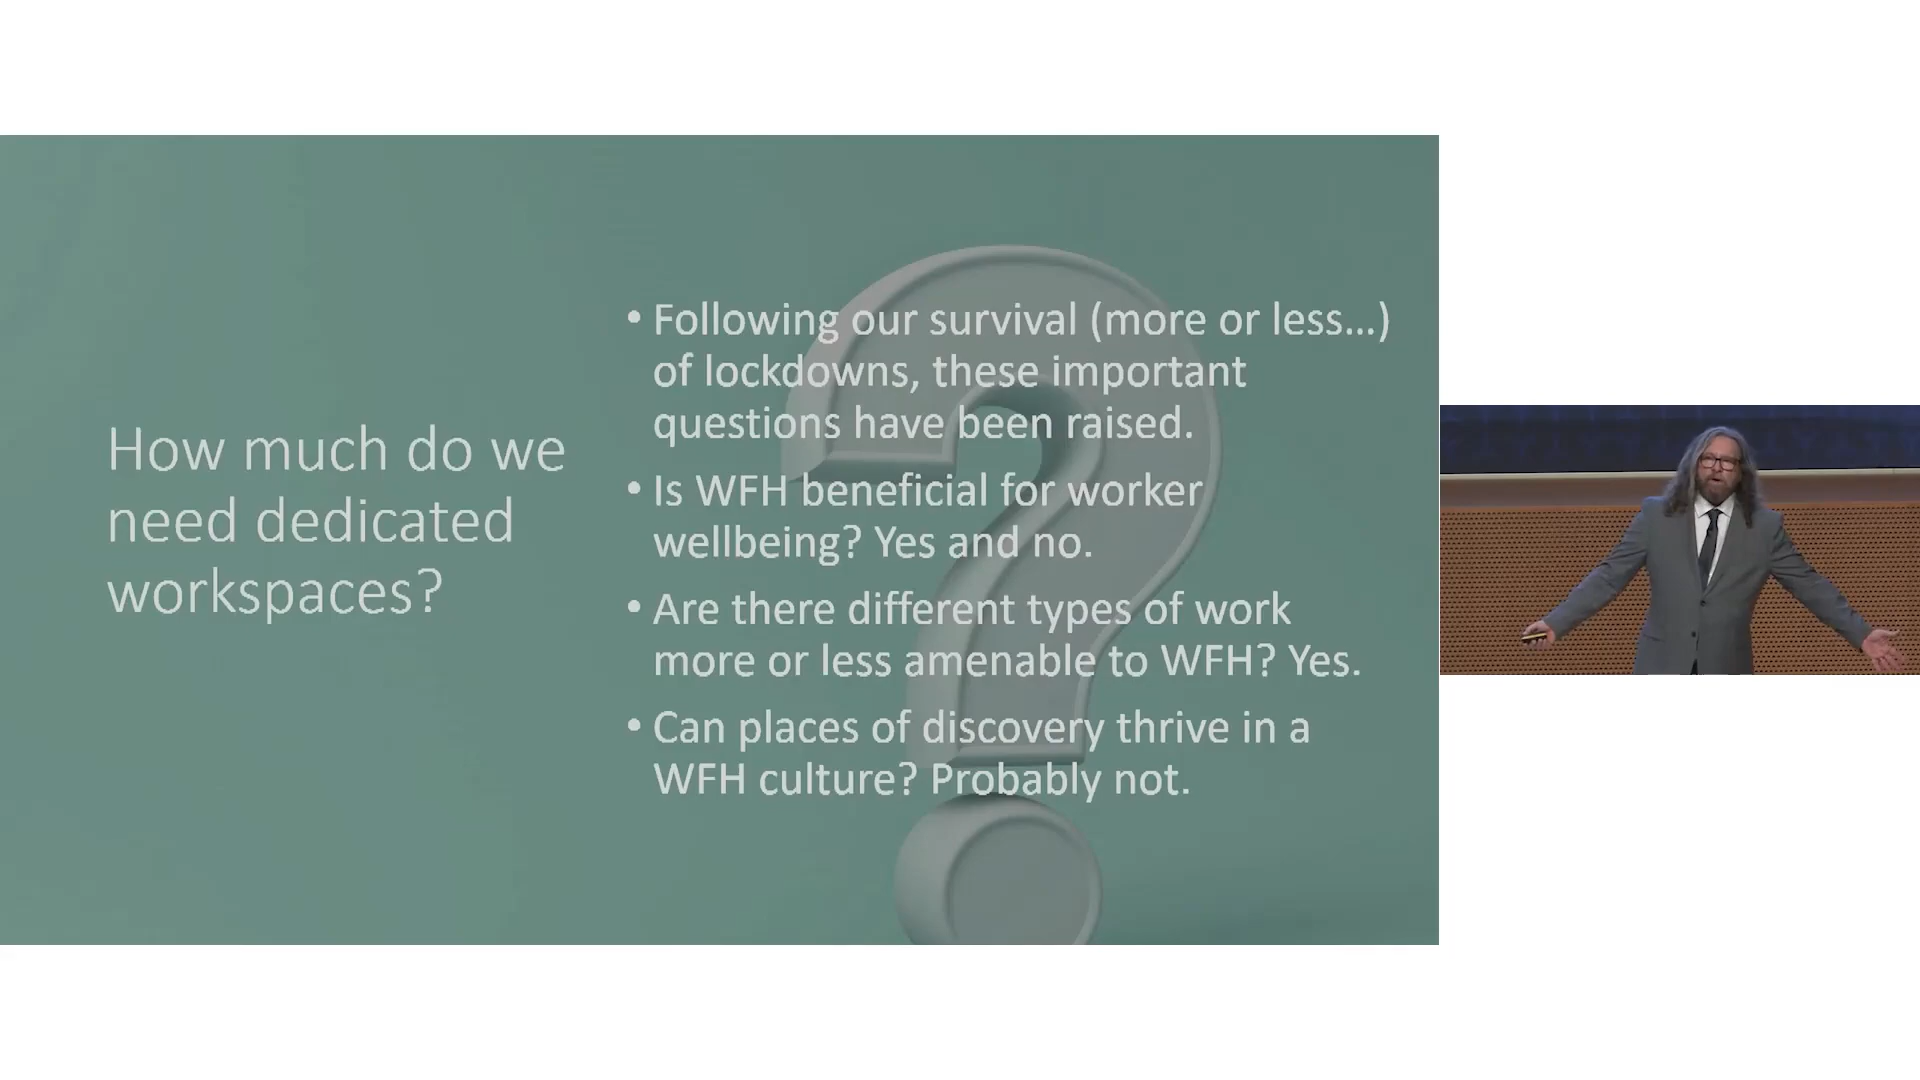 How much do we
need dedicated
workspaces?
• Following our survival (more or less...)
of lockdowns, these important
questions have been raised.
• Is WFH beneficial for worker
wellbeing? Yes and no.
• Are there different types of work
more or less amenable to WFH? Yes.
• Can places of discovery thrive in a
WFH culture? Probably not.